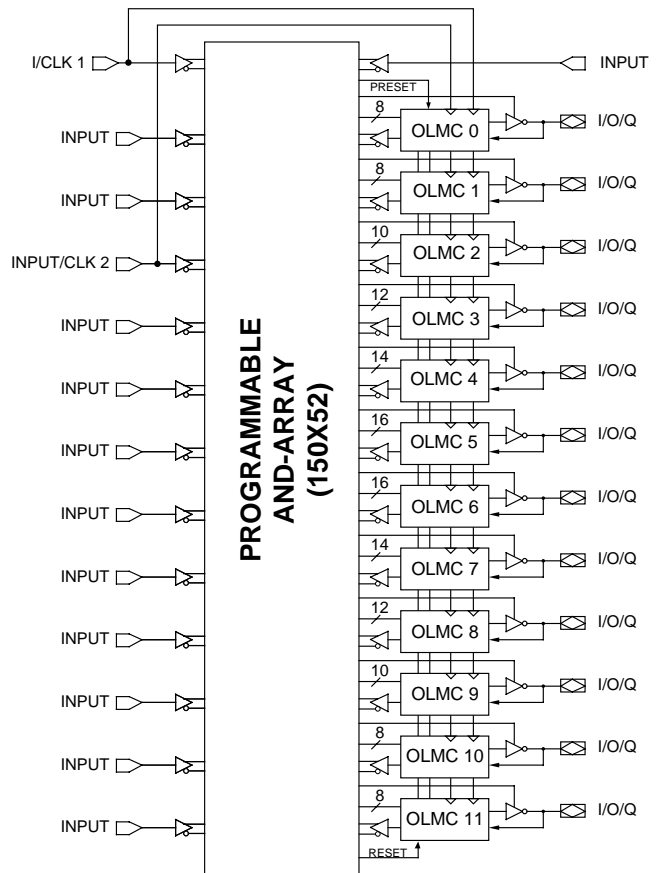 I/CLK 1
INPUT
PRESET
8
OLMC 0
I/O/Q
INPUT
8
OLMC 1
I/O/Q
INPUT
10
OLMC 2
I/O/Q
INPUT/CLK 2
12
OLMC 3
I/O/Q
INPUT
14
OLMC 4
I/O/Q
INPUT
16
OLMC 5
I/O/Q
INPUT
16
OLMC 6
I/O/Q
INPUT
14
OLMC 7
I/O/Q
INPUT
12
OLMC 8
I/O/Q
INPUT
10
OLMC 9
I/O/Q
INPUT
8
OLMC 10
I/O/Q
INPUT
8
OLMC 11
I/O/Q
INPUT
RESET
PROGRAMMABLE
AND-ARRAY
(150X52)